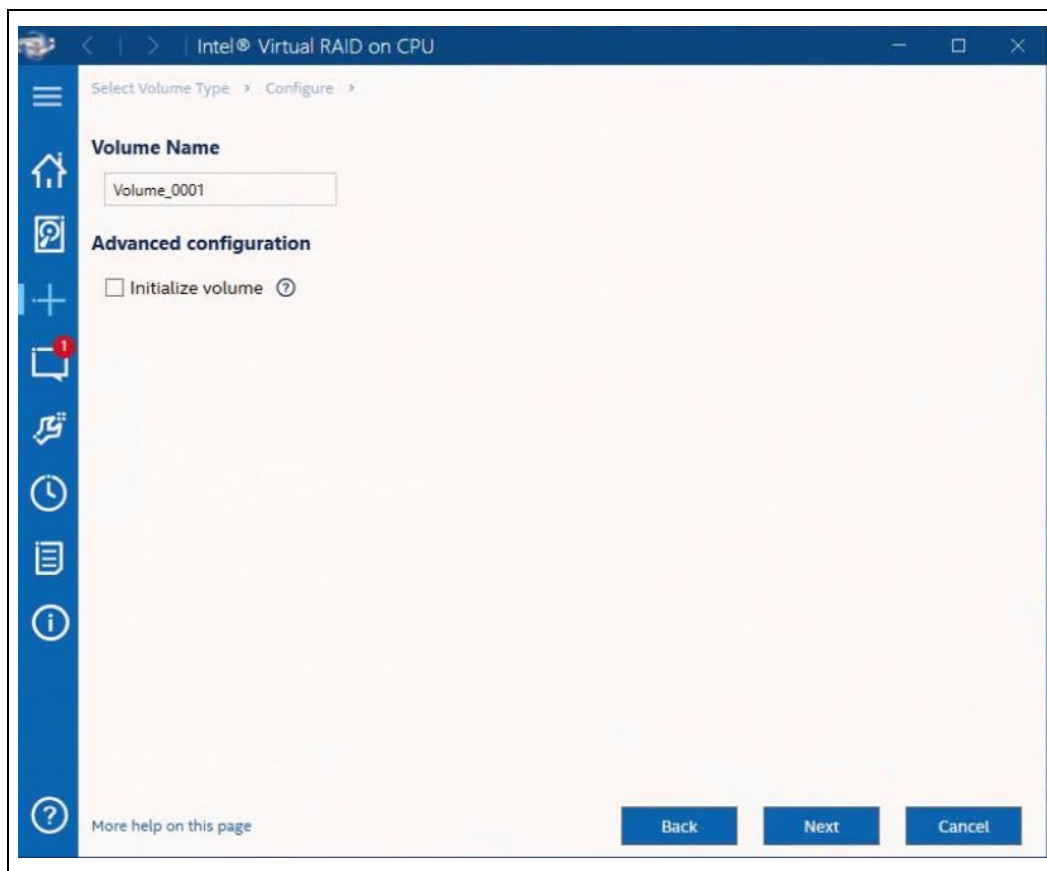 Intel® Virtual RAID on CPU
Select Volume Type > Configure >
Volume Name
Volume_0001
Advanced configuration
Initialize volume ?
1
More help on this page
Back Next Cancel